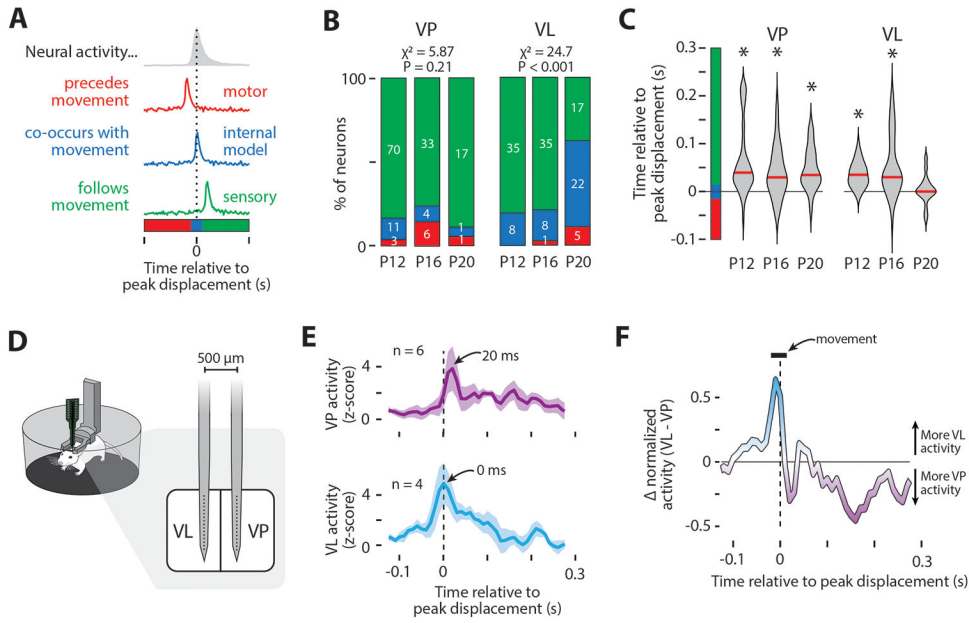 A
Neural activity...
precedes
movement
motor
co-occurs with
movement
internal
model
follows
movement
sensory
0
Time relative to
peak displacement (s)
B
VP
VL
χ² = 5.87
P = 0.21
χ² = 24.7
P < 0.001
% of neurons
100
0
70
11
3
33
4
6
17
1
1
35
8
35
8
1
17
22
5
P12 P16 P20
P12 P16 P20
C
VP
VL
Time relative to
peak displacement (s)
0.3
0.2
0.1
0
-0.1
* * * * *
P12 P16 P20
P12 P16 P20
D
500 μm
VL
VP
E
n = 6
20 ms
VP activity
(z-score)
4
0
n = 4
0 ms
VL activity
(z-score)
4
0
-0.1 0 0.3
Time relative to
peak displacement (s)
F
movement
Δ normalized
activity (VL - VP)
0.5
0
-0.5
More VL
activity
More VP
activity
-0.1 0 0.3
Time relative to peak displacement (s)